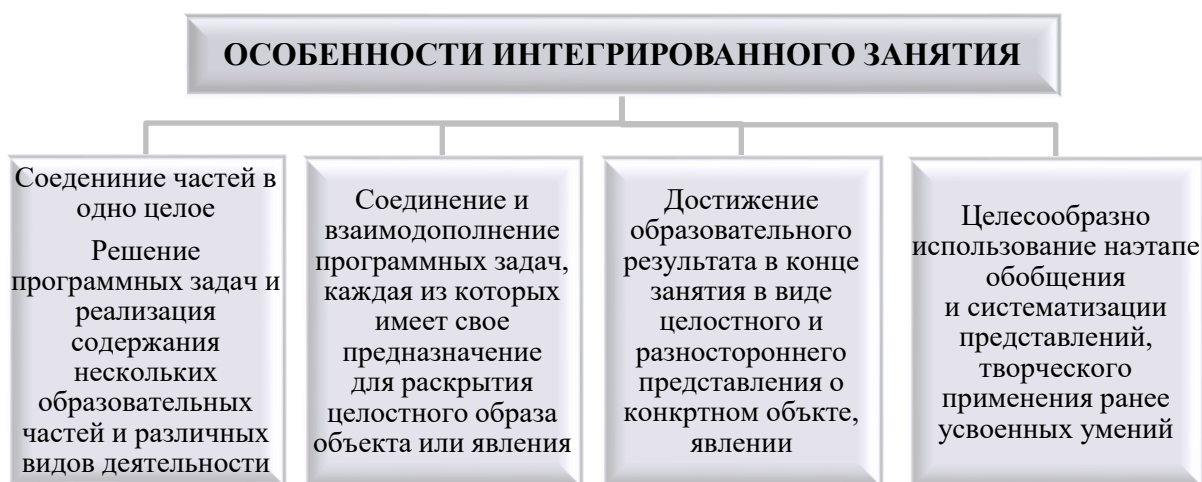 ОСОБЕННОСТИ ИНТЕГРИРОВАННОГО ЗАНЯТИЯ
Соедениние частей в
одно целое
Решение
программных задач и
реализация
содержания
нескольких
образовательных
частей и различных
видов деятельности
Соединение и
взаимодополнение
программных задач,
каждая из которых
имеет свое
предназначение
для раскрытия
целостного образа
объекта или явления
Достижение
образовательного
результата в конце
занятия в виде
целостного и
разностороннего
представления о
конкртном объкте,
явлении
Целесообразно
использование наэтапе
обобщения
и систематизации
представлений,
творческого
применения ранее
усвоенных умений